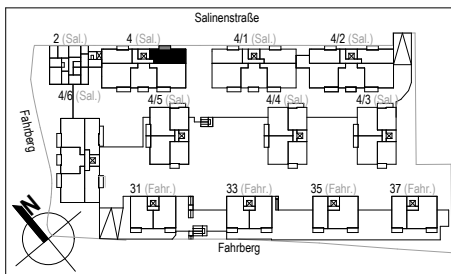 Salinenstraße
2 (Sal.) 4 (Sal.) 4/1 (Sal.) 4/2 (Sal.)
4/6 (Sal.) 4/5 (Sal.) 4/4 (Sal.) 4/3 (Sal.)
Fahrberg
31 (Fahr.) 33 (Fahr.) 35 (Fahr.) 37 (Fahr.)
N
Fahrberg